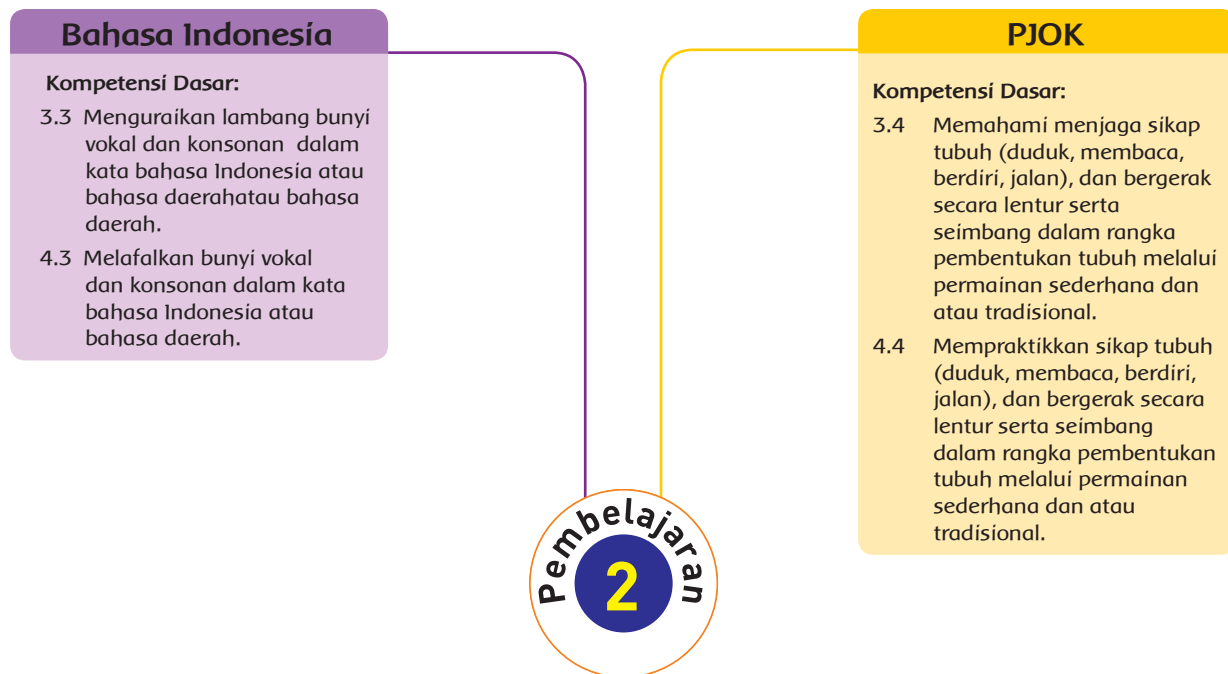 Bahasa Indonesia
Kompetensi Dasar:
3.3 Menguraikan lambang bunyi
vokal dan konsonan dalam
kata bahasa Indonesia atau
bahasa daerahatau bahasa
daerah.
4.3 Melafalkan bunyi vokal
dan konsonan dalam kata
bahasa Indonesia atau
bahasa daerah.
PJOK
Kompetensi Dasar:
3.4 Memahami menjaga sikap
tubuh (duduk, membaca,
berdiri, jalan), dan bergerak
secara lentur serta
seimbang dalam rangka
pembentukan tubuh melalui
permainan sederhana dan
atau tradisional.
4.4 Mempraktikkan sikap tubuh
(duduk, membaca, berdiri,
jalan), dan bergerak secara
lentur serta seimbang
dalam rangka pembentukan
tubuh melalui permainan
sederhana dan atau
tradisional.
Pembelajaran
2